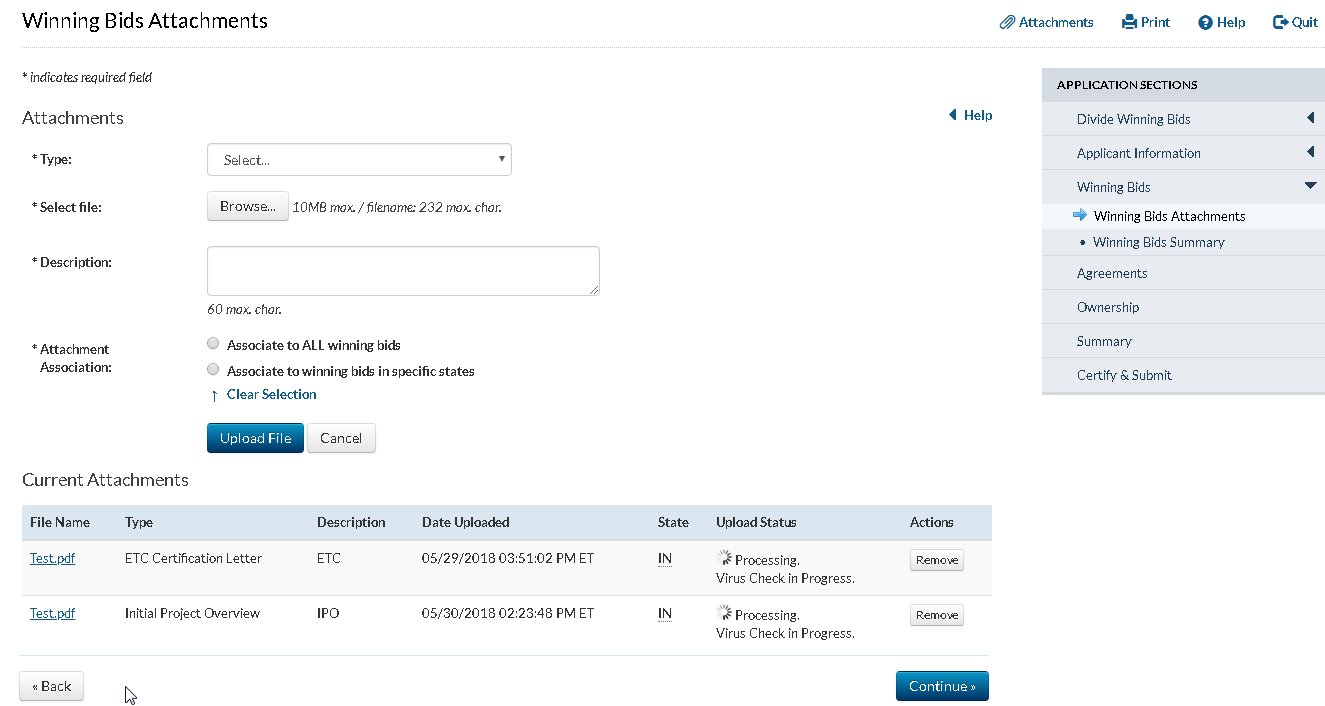 Winning Bids Attachments
Attachments
Print
Help
Quit
* indicates required field
Attachments
Help
* Type:
Select...
* Select file:
Browse...
10MB max. / filename: 232 max. char.
* Description:
60 max. char.
* Attachment
Association:
Associate to ALL winning bids
Associate to winning bids in specific states
↑ Clear Selection
Upload File
Cancel
Current Attachments
File Name Type Description Date Uploaded State Upload Status Actions
Test.pdf ETC Certification Letter ETC 05/29/2018 03:51:02 PM ET IN Processing. Remove
Virus Check in Progress.
Test.pdf Initial Project Overview IPO 05/30/2018 02:23:48 PM ET IN Processing. Remove
Virus Check in Progress.
« Back
Continue »
APPLICATION SECTIONS
Divide Winning Bids
Applicant Information
Winning Bids
Winning Bids Attachments
• Winning Bids Summary
Agreements
Ownership
Summary
Certify & Submit